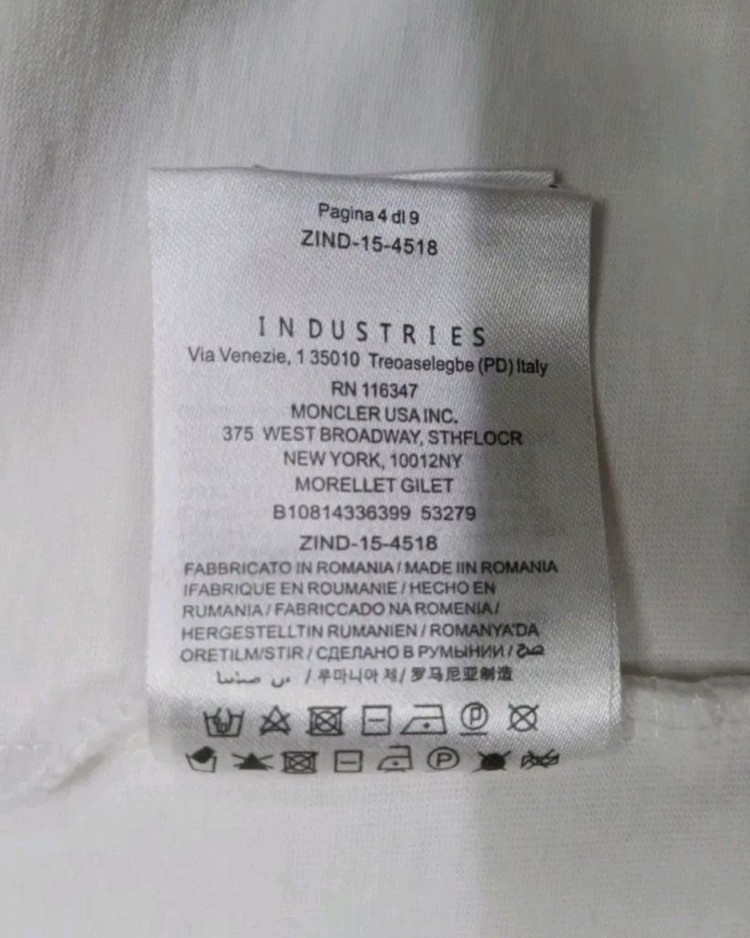 Pagina 4 dl 9
ZIND-15-4518
INDUSTRIES
Via Venezie, 1 35010 Treoaselegbe (PD) Italy
RN 116347
MONCLER USA INC.
375 WEST BROADWAY, STHFLOCR
NEW YORK, 10012NY
MORELLET GILET
B10814336399 53279
ZIND-15-4518
FABBRICATO IN ROMANIA / MADE IIN ROMANIA
IFABRIQUE EN ROUMANIE / HECHO EN
RUMANIA / FABRICCADO NA ROMENIA /
HERGESTELLTIN RUMANIEN / ROMANYA'DA
ORETILM/STIR / СДЕЛАНО В РУМЫНИИ /
/ 루마니아 제 / 罗马尼亚制造
P
P